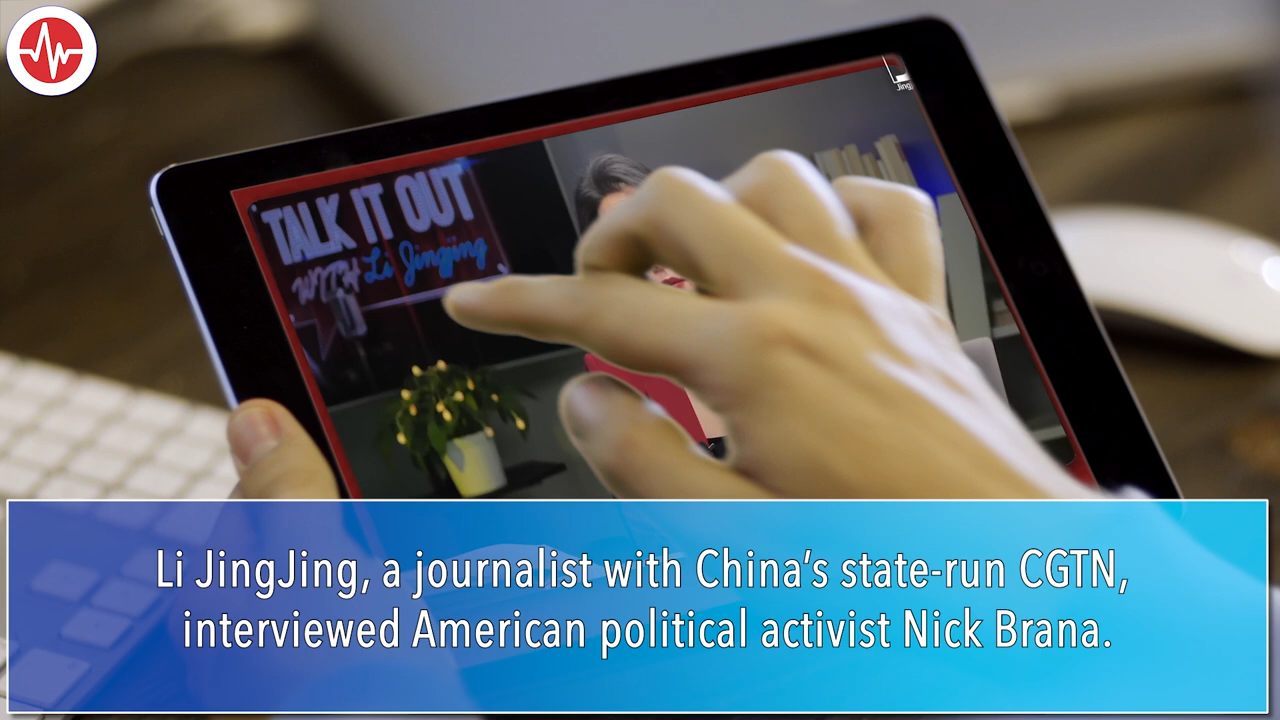 Jing
TALK IT OUT
WITH Li Jingjing
Li JingJing, a journalist with China’s state-run CGTN,
interviewed American political activist Nick Brana.